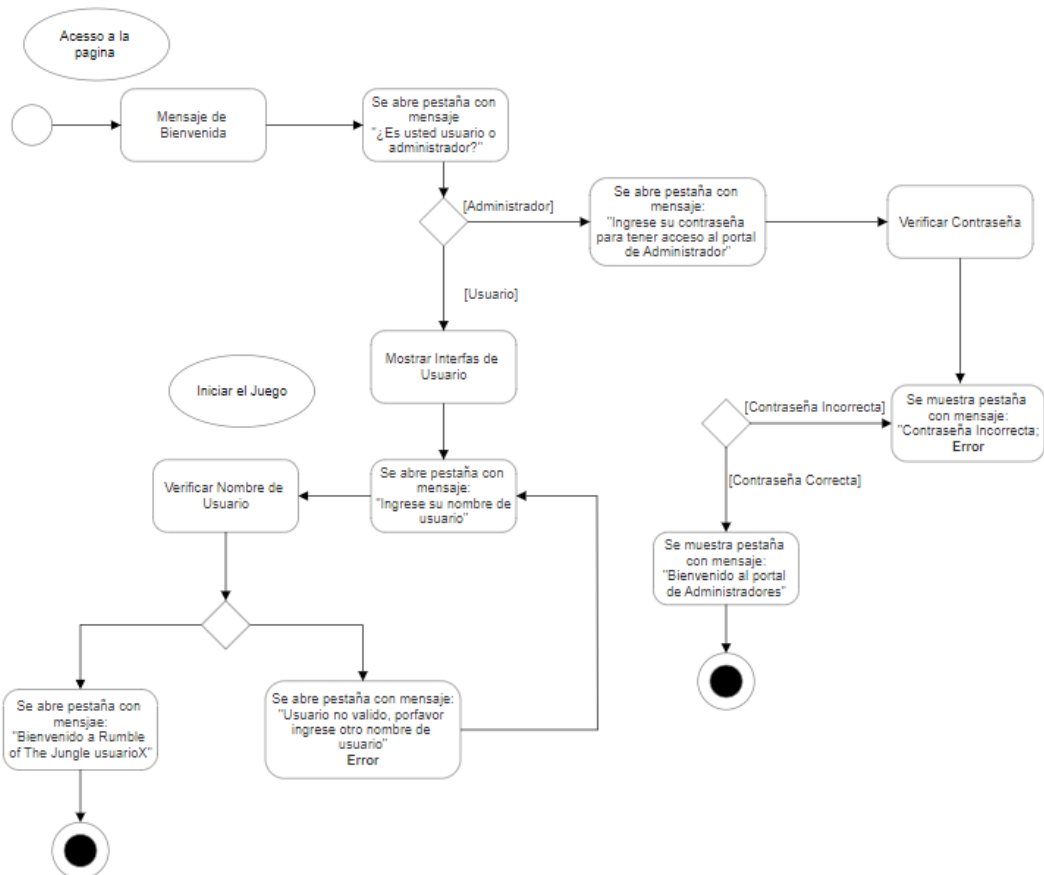 Acesso a la
pagina
Mensaje de
Bienvenida
Se abre pestaña con
mensaje
"¿Es usted usuario o
administrador?"
[Administrador]
Se abre pestaña con
mensaje:
"Ingrese su contraseña
para tener acceso al portal
de Administrador"
Verificar Contraseña
[Usuario]
Mostrar Interfas de
Usuario
Iniciar el Juego
[Contraseña Incorrecta]
Se muestra pestaña
con mensaje:
"Contraseña Incorrecta;
Error
[Contraseña Correcta]
Se abre pestaña con
mensaje:
"Ingrese su nombre de
usuario"
Verificar Nombre de
Usuario
Se muestra pestaña
con mensaje:
"Bienvenido al portal
de Administradores"
Se abre pestaña con
mensjae:
"Bienvenido a Rumble
of The Jungle usuarioX"
Se abre pestaña con mensaje:
"Usuario no valido, porfavor
ingrese otro nombre de
usuario"
Error